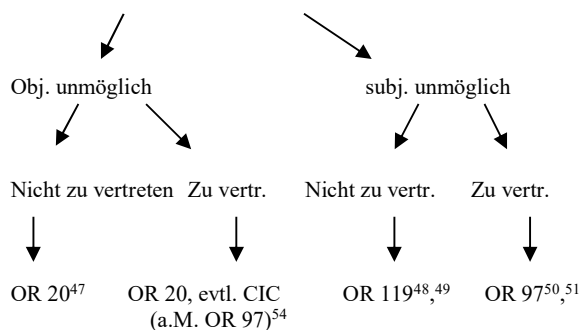 Obj. unmöglich subj. unmöglich
Nicht zu vertreten Zu vertr. Nicht zu vertr. Zu vertr.
OR 20⁴⁷ OR 20, evtl. CIC OR 119⁴⁸,⁴⁹ OR 97⁵⁰,⁵¹
(a.M. OR 97)⁵⁴